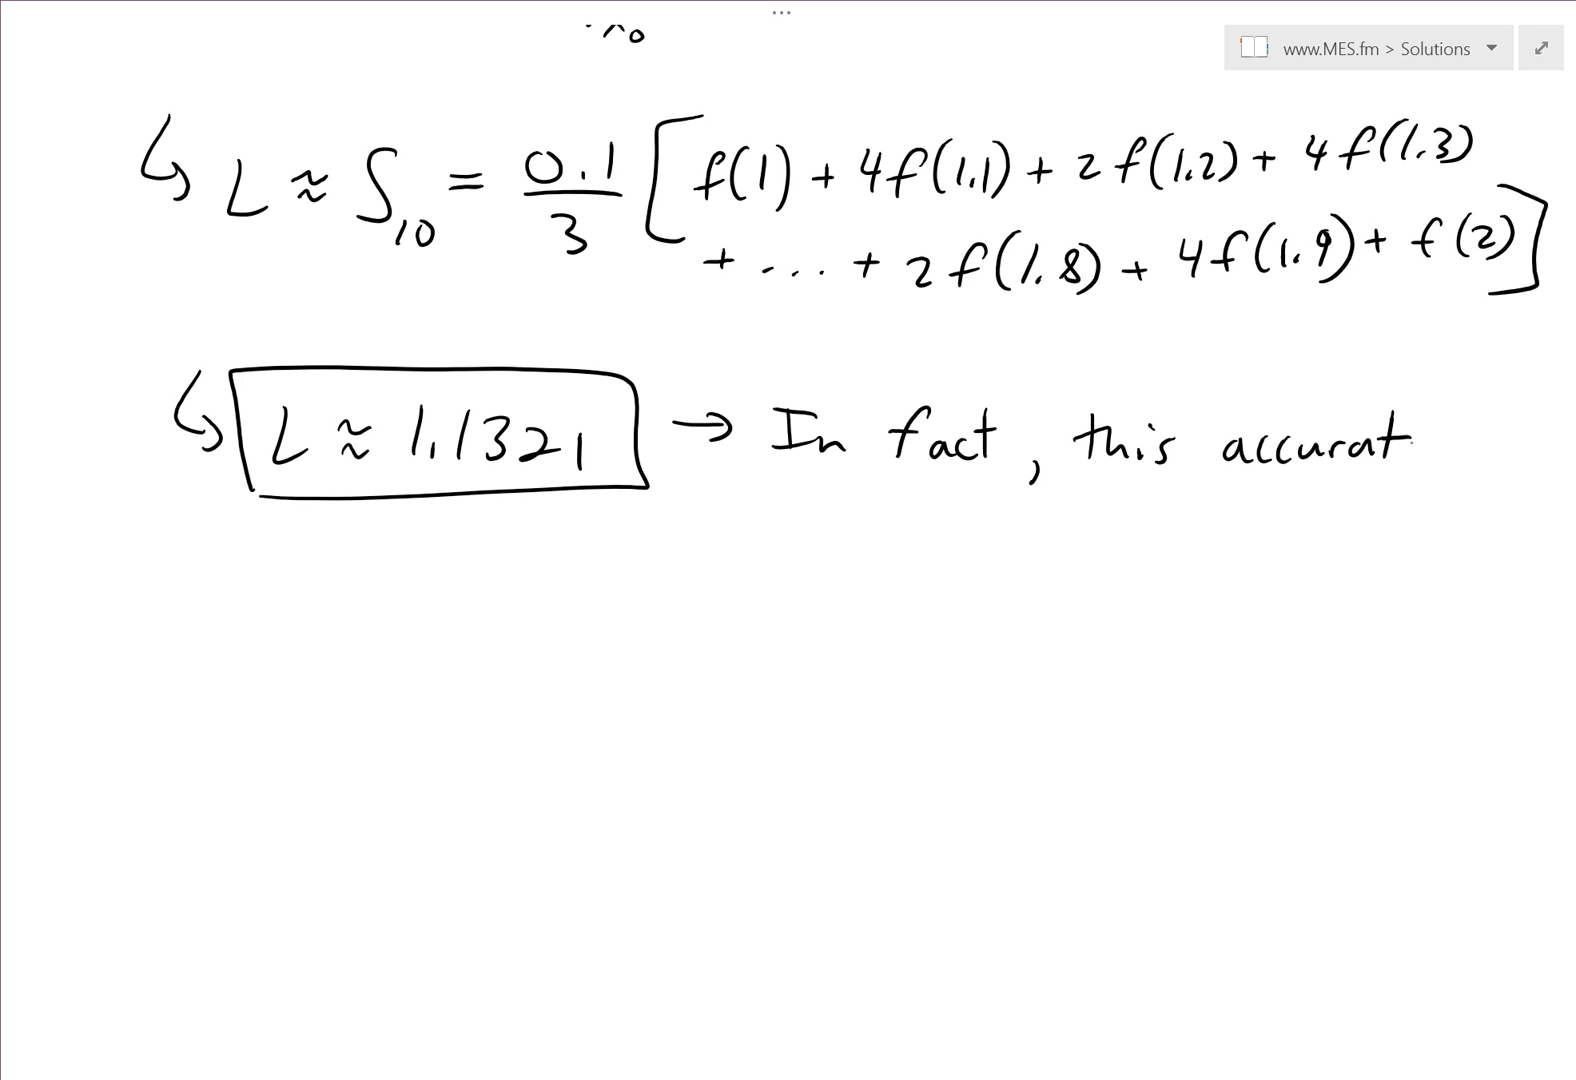 www.MES.fm > Solutions
L ≈ S₁₀ = 0.1/3 [f(1) + 4f(1.1) + 2f(1.2) + 4f(1.3)
+ ... + 2f(1.8) + 4f(1.9) + f(2)]
L ≈ 1.1321 → In fact, this accurat